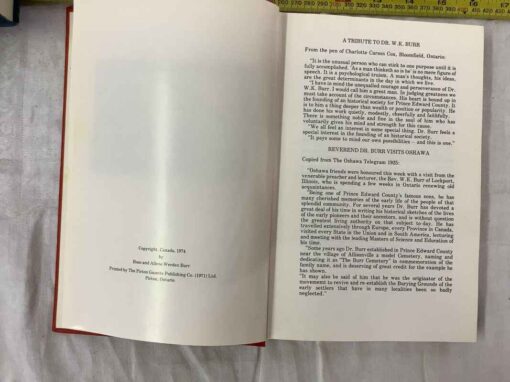 Copyright, Canada, 1974
by
Ross and Aileen Weeden Burr
Printed by The Picton Gazette Publishing Co. (1971) Ltd.
Picton, Ontario.
A TRIBUTE TO DR. W.K. BURR
From the pen of Charlotte Carson Cox, Bloomfield, Ontario:
"It is the unusual person who can stick to one purpose until it is
fully accomplished. 'As a man thinketh so is he' is no mere figure of
speech. It is a psychological truism. A man's thoughts, his ideas,
are the great determinants in the day in which we live.
"I have in mind the unequalled courage and perseverance of Dr.
W.K. Burr. I would call him a great man. In judging greatness we
must take account of the circumstances. His heart is bound up in
the founding of an historical society for Prince Edward County. It
is to him a thing deeper than wealth or position or popularity. He
has done his work quietly, modestly, cheerfully and faithfully.
There is something noble and fine in the soul of him who has
voluntarily given his mind and strength for this cause.
"We all feel an interest in some special thing. Dr. Burr feels a
special interest in the founding of an historical society.
"It pays some to mind our own possibilities - and this is one."
REVEREND DR. BURR VISITS OSHAWA
Copied from The Oshawa Telegram 1925:
"Oshawa friends were honoured this week with a visit from the
venerable preacher and lecturer, the Rev. W.K. Burr of Lockport,
Illinois, who is spending a few weeks in Ontario renewing old
acquaintances.
"Being one of Prince Edward County's famous sons, he has
many cherished memories of the early life of the people of that
splendid community. For several years Dr. Burr has devoted a
great deal of his time in writing his historical sketches of the lives
of the early pioneers and their ancestors, and is without question
the greatest living authority on that subject to-day. He has
travelled extensively through Europe, every Province in Canada,
visited every State in the Union and in South America, lecturing
and meeting with the leading Masters of Science and Education of
his time.
"Some years ago Dr. Burr established in Prince Edward County
near the village of Allisonville a model Cemetery, naming and
dedicating it as "The Burr Cemetery" in commemoration of the
family name, and is deserving of great credit for the example he
has shown.
"It may also be said of him that he was the originator of the
movement to revive and re-establish the Burying Grounds of the
early settlers that have in many localities been so badly
neglected."